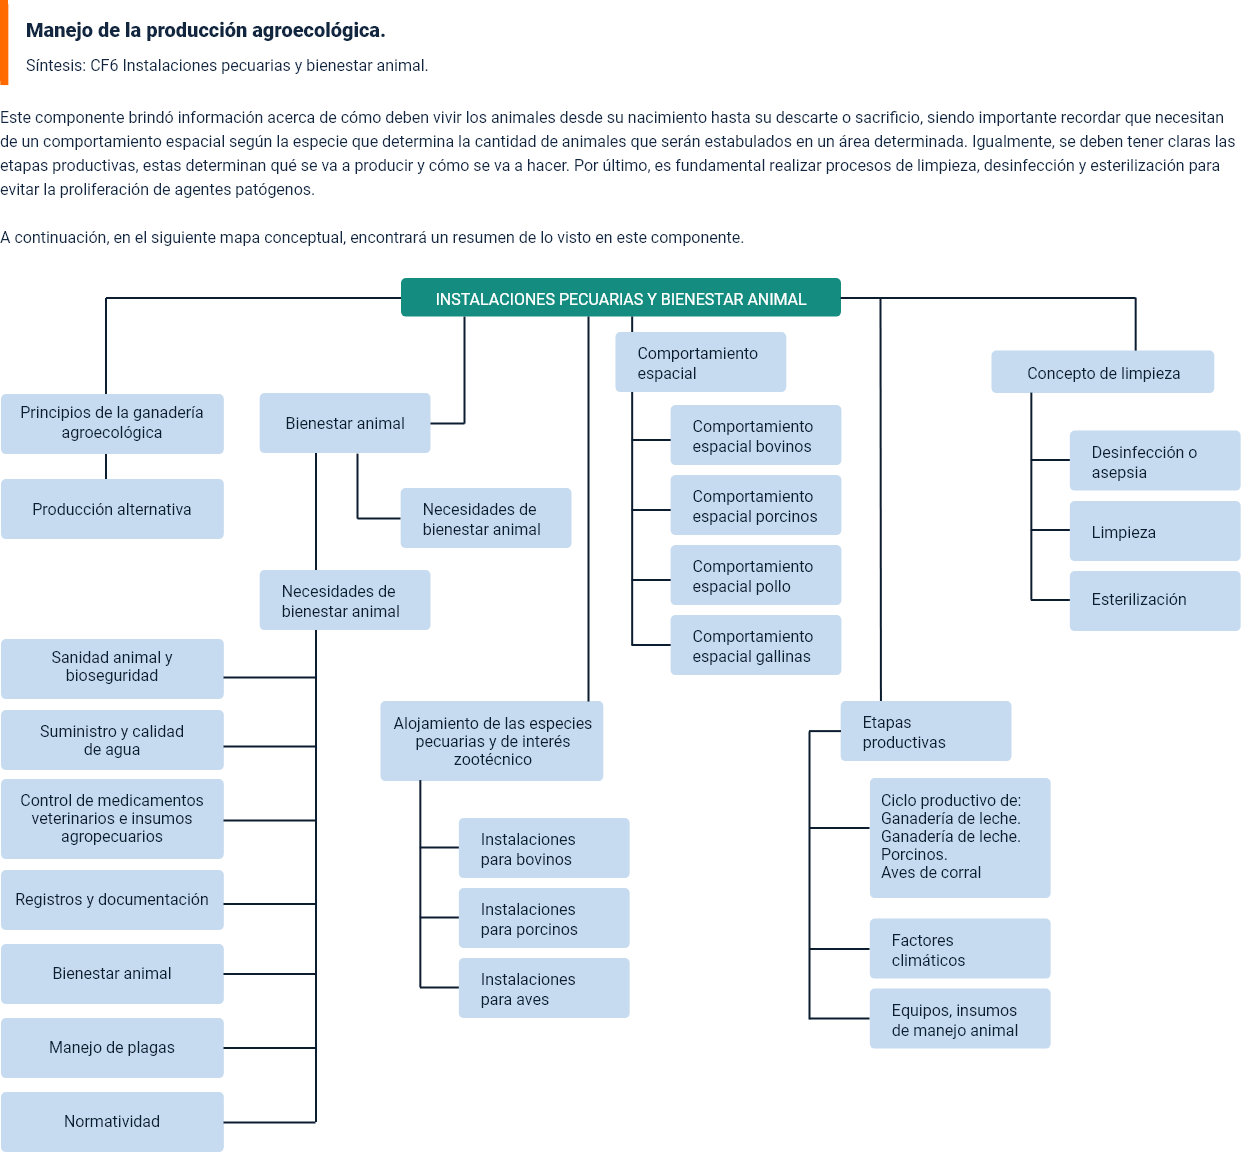 Manejo de la producción agroecológica.
Síntesis: CF6 Instalaciones pecuarias y bienestar animal.
Este componente brindó información acerca de cómo deben vivir los animales desde su nacimiento hasta su descarte o sacrificio, siendo importante recordar que necesitan
de un comportamiento espacial según la especie que determina la cantidad de animales que serán estabulados en un área determinada. Igualmente, se deben tener claras las
etapas productivas, estas determinan qué se va a producir y cómo se va a hacer. Por último, es fundamental realizar procesos de limpieza, desinfección y esterilización para
evitar la proliferación de agentes patógenos.
A continuación, en el siguiente mapa conceptual, encontrará un resumen de lo visto en este componente.
INSTALACIONES PECUARIAS Y BIENESTAR ANIMAL
Principios de la ganadería
agroecológica
Producción alternativa
Bienestar animal
Necesidades de
bienestar animal
Necesidades de
bienestar animal
Sanidad animal y
bioseguridad
Suministro y calidad
de agua
Control de medicamentos
veterinarios e insumos
agropecuarios
Registros y documentación
Bienestar animal
Manejo de plagas
Normatividad
Alojamiento de las especies
pecuarias y de interés
zootécnico
Instalaciones
para bovinos
Instalaciones
para porcinos
Instalaciones
para aves
Comportamiento
espacial
Comportamiento
espacial bovinos
Comportamiento
espacial porcinos
Comportamiento
espacial pollo
Comportamiento
espacial gallinas
Etapas
productivas
Ciclo productivo de:
Ganadería de leche.
Ganadería de leche.
Porcinos.
Aves de corral
Factores
climáticos
Equipos, insumos
de manejo animal
Concepto de limpieza
Desinfección o
asepsia
Limpieza
Esterilización